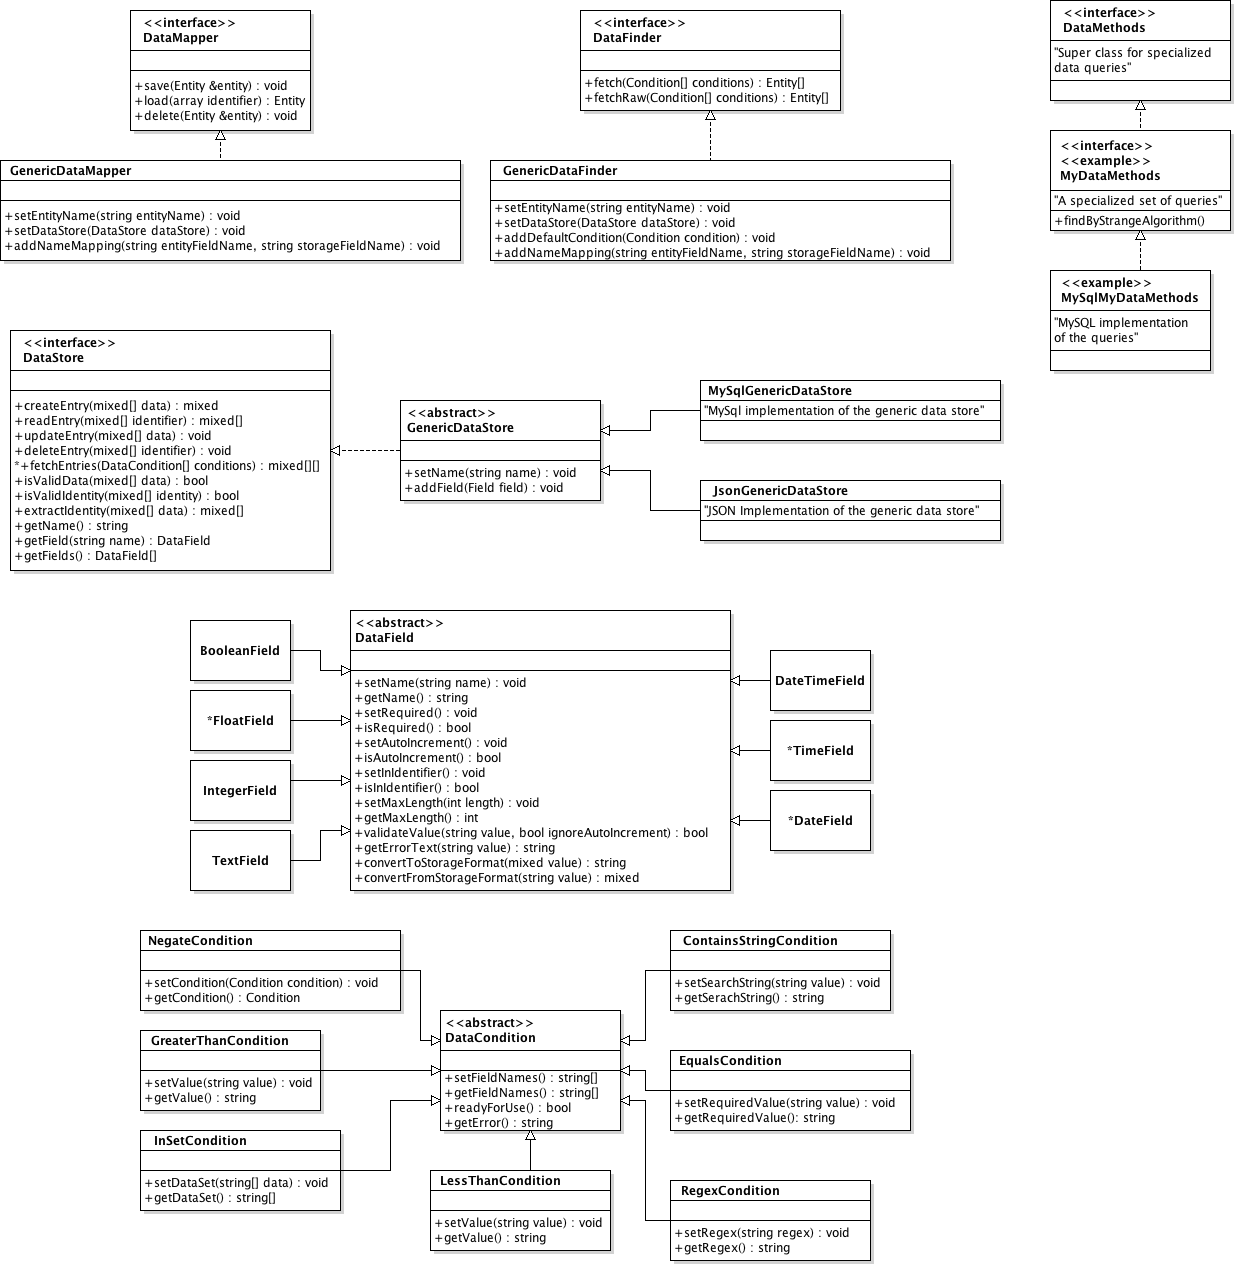 <<interface>>
DataMapper
+save(Entity &entity) : void
+load(array identifier) : Entity
+delete(Entity &entity) : void
<<interface>>
DataFinder
+fetch(Condition[] conditions) : Entity[]
+fetchRaw(Condition[] conditions) : Entity[]
<<interface>>
DataMethods
"Super class for specialized
data queries"
GenericDataMapper
+setEntityName(string entityName) : void
+setDataStore(DataStore dataStore) : void
+addNameMapping(string entityFieldName, string storageFieldName) : void
GenericDataFinder
+setEntityName(string entityName) : void
+setDataStore(DataStore dataStore) : void
+addDefaultCondition(Condition condition) : void
+addNameMapping(string entityFieldName, string storageFieldName) : void
<<interface>>
<<example>>
MyDataMethods
"A specialized set of queries"
+findByStrangeAlgorithm()
<<example>>
MySqlMyDataMethods
"MySQL implementation
of the queries"
<<interface>>
DataStore
+createEntry(mixed[] data) : mixed
+readEntry(mixed[] identifier) : mixed[]
+updateEntry(mixed[] data) : void
+deleteEntry(mixed[] identifier) : void
*+fetchEntries(DataCondition[] conditions) : mixed[][]
+isValidData(mixed[] data) : bool
+isValidIdentity(mixed[] identity) : bool
+extractIdentity(mixed[] data) : mixed[]
+getName() : string
+getField(string name) : DataField
+getFields() : DataField[]
<<abstract>>
GenericDataStore
+setName(string name) : void
+addField(Field field) : void
MySqlGenericDataStore
"MySql implementation of the generic data store"
JsonGenericDataStore
"JSON Implementation of the generic data store"
BooleanField
*FloatField
IntegerField
TextField
<<abstract>>
DataField
+setName(string name) : void
+getName() : string
+setRequired() : void
+isRequired() : bool
+setAutoIncrement() : void
+isAutoIncrement() : bool
+setInIdentifier() : void
+isInIdentifier() : bool
+setMaxLength(int length) : void
+getMaxLength() : int
+validateValue(string value, bool ignoreAutoIncrement) : bool
+getErrorText(string value) : string
+convertToStorageFormat(mixed value) : string
+convertFromStorageFormat(string value) : mixed
DateTimeField
*TimeField
*DateField
NegateCondition
+setCondition(Condition condition) : void
+getCondition() : Condition
GreaterThanCondition
+setValue(string value) : void
+getValue() : string
InSetCondition
+setDataSet(string[] data) : void
+getDataSet() : string[]
<<abstract>>
DataCondition
+setFieldNames() : string[]
+getFieldNames() : string[]
+readyForUse() : bool
+getError() : string
LessThanCondition
+setValue(string value) : void
+getValue() : string
ContainsStringCondition
+setSearchString(string value) : void
+getSerachString() : string
EqualsCondition
+setRequiredValue(string value) : void
+getRequiredValue(): string
RegexCondition
+setRegex(string regex) : void
+getRegex() : string